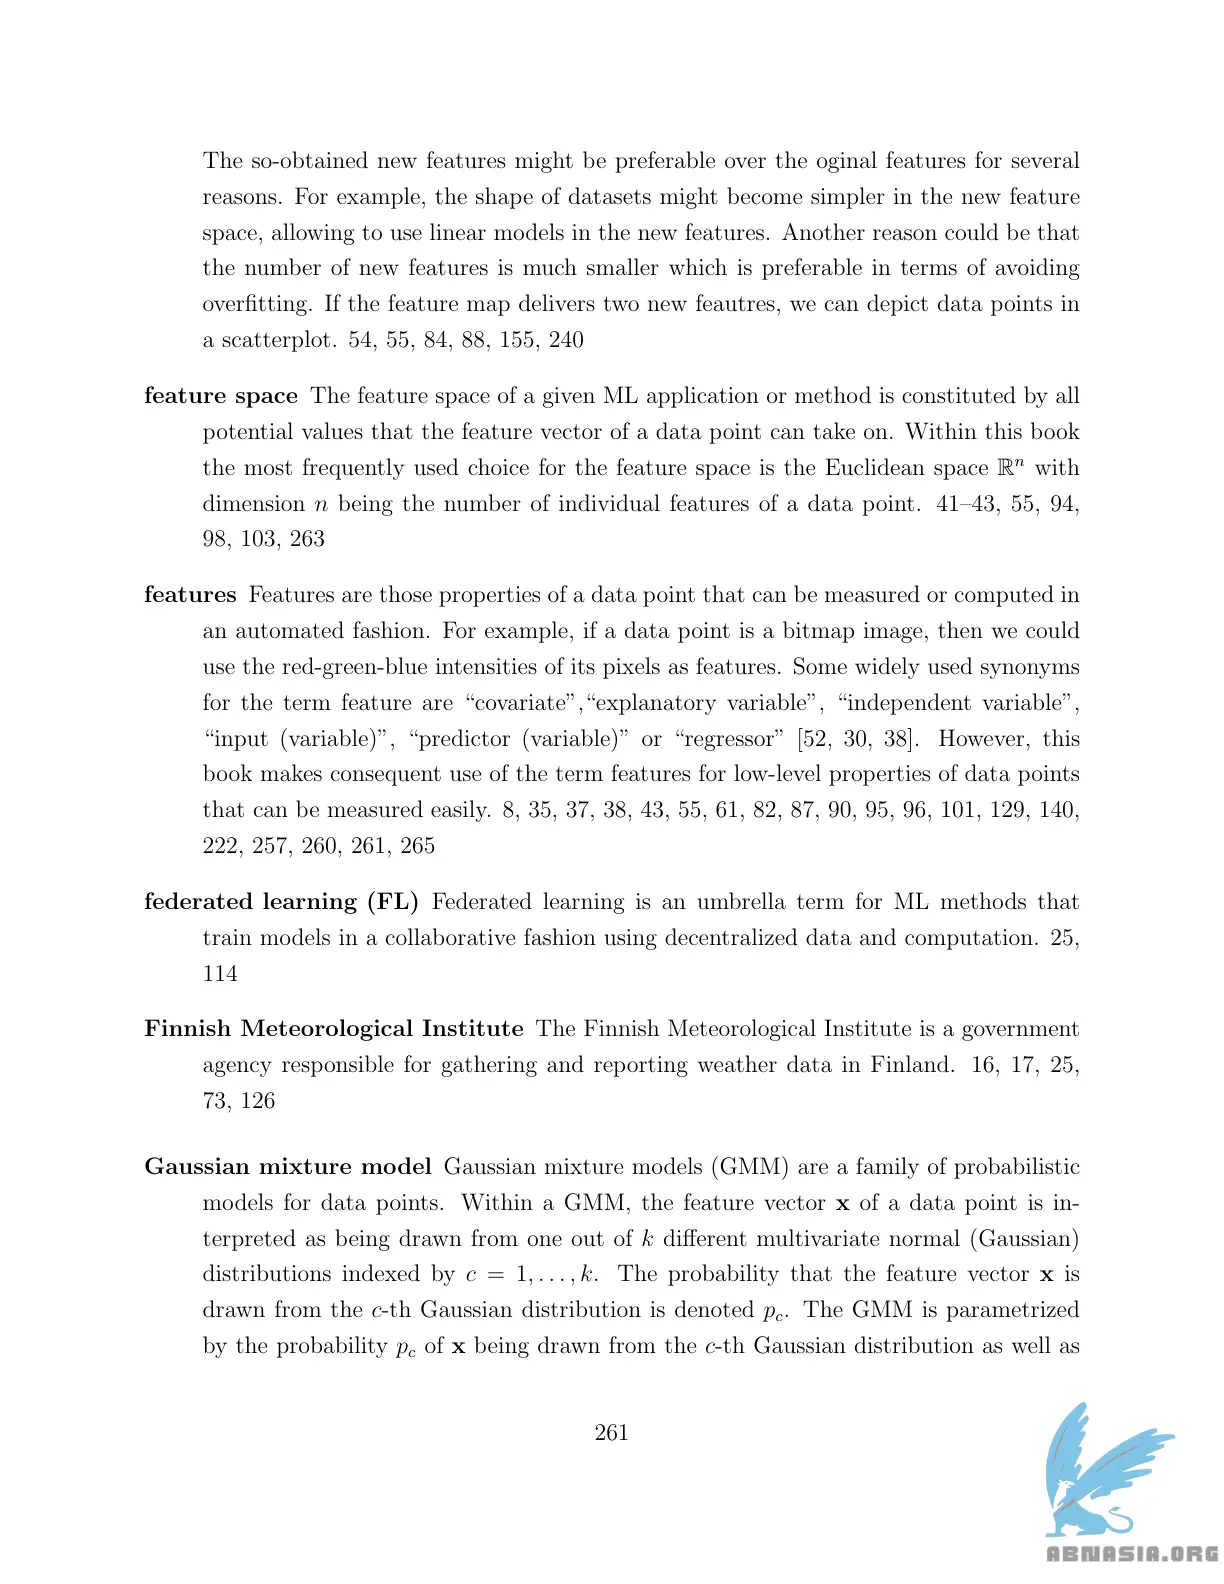 The so-obtained new features might be preferable over the oginal features for several
reasons. For example, the shape of datasets might become simpler in the new feature
space, allowing to use linear models in the new features. Another reason could be that
the number of new features is much smaller which is preferable in terms of avoiding
overfitting. If the feature map delivers two new feautres, we can depict data points in
a scatterplot. 54, 55, 84, 88, 155, 240
feature space The feature space of a given ML application or method is constituted by all
potential values that the feature vector of a data point can take on. Within this book
the most frequently used choice for the feature space is the Euclidean space ℝⁿ with
dimension n being the number of individual features of a data point. 41–43, 55, 94,
98, 103, 263
features Features are those properties of a data point that can be measured or computed in
an automated fashion. For example, if a data point is a bitmap image, then we could
use the red-green-blue intensities of its pixels as features. Some widely used synonyms
for the term feature are “covariate”,“explanatory variable”, “independent variable”,
“input (variable)”, “predictor (variable)” or “regressor” [52, 30, 38]. However, this
book makes consequent use of the term features for low-level properties of data points
that can be measured easily. 8, 35, 37, 38, 43, 55, 61, 82, 87, 90, 95, 96, 101, 129, 140,
222, 257, 260, 261, 265
federated learning (FL) Federated learning is an umbrella term for ML methods that
train models in a collaborative fashion using decentralized data and computation. 25,
114
Finnish Meteorological Institute The Finnish Meteorological Institute is a government
agency responsible for gathering and reporting weather data in Finland. 16, 17, 25,
73, 126
Gaussian mixture model Gaussian mixture models (GMM) are a family of probabilistic
models for data points. Within a GMM, the feature vector x of a data point is in-
terpreted as being drawn from one out of k different multivariate normal (Gaussian)
distributions indexed by c = 1, . . . , k. The probability that the feature vector x is
drawn from the c-th Gaussian distribution is denoted p_c. The GMM is parametrized
by the probability p_c of x being drawn from the c-th Gaussian distribution as well as
261
ABNASIA.ORG